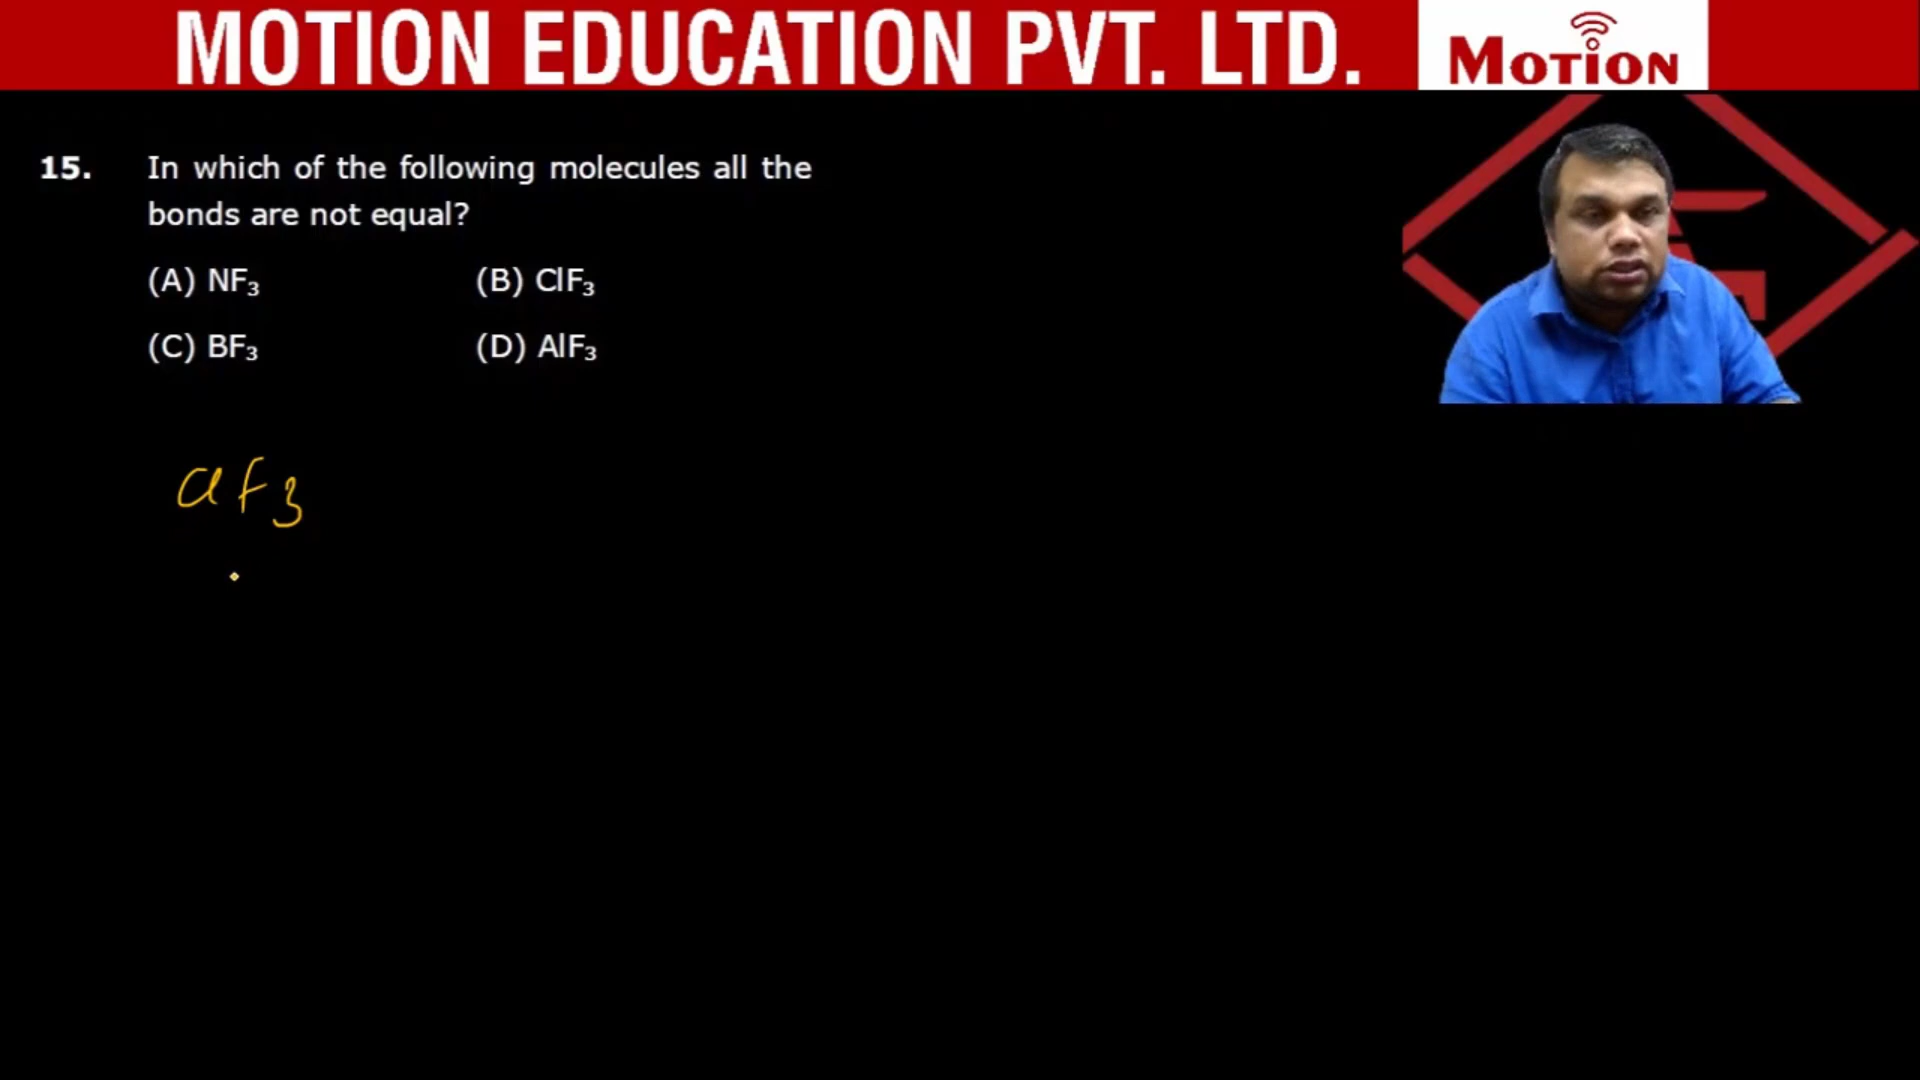 MOTION EDUCATION PVT. LTD.
MOTION
15. In which of the following molecules all the
bonds are not equal?
(A) NF₃ (B) ClF₃
(C) BF₃ (D) AlF₃
ClF3